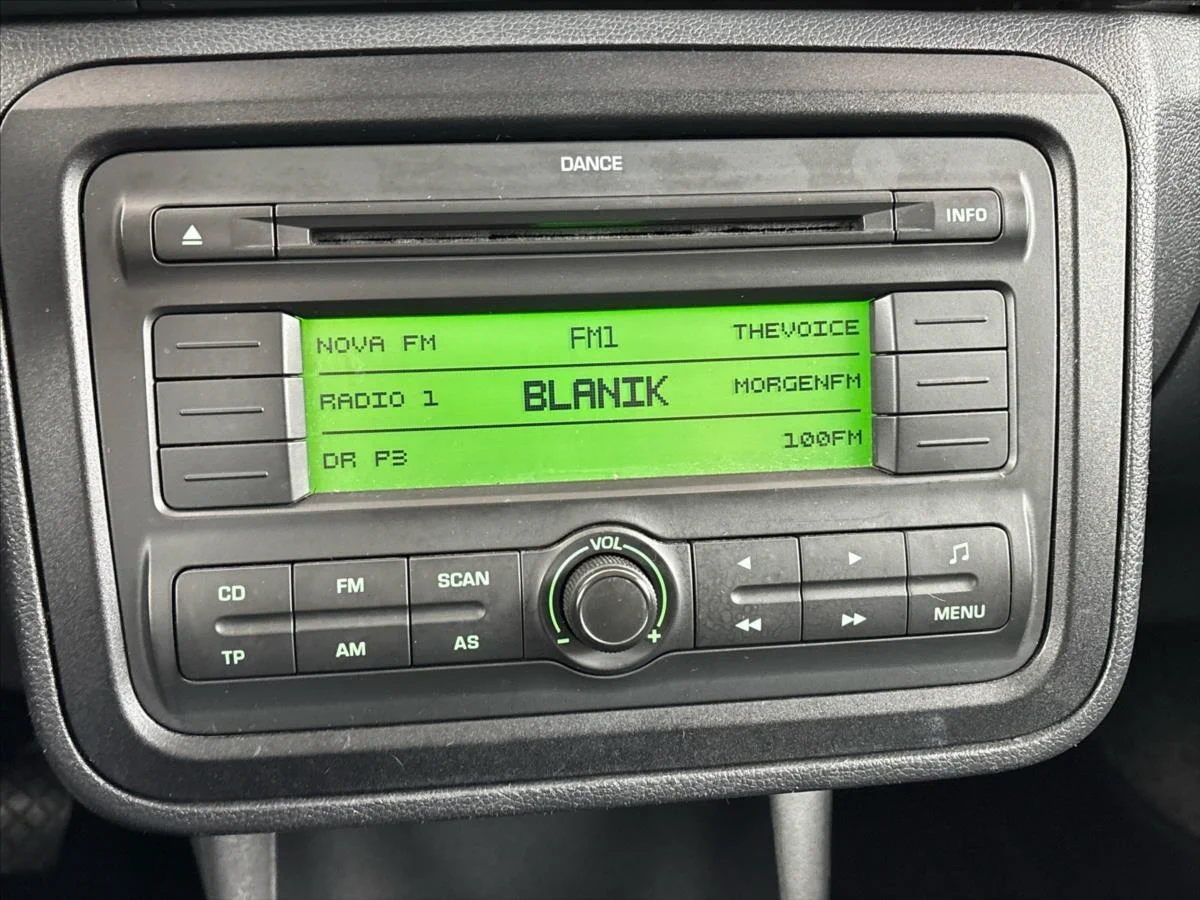 DANCE
INFO
NOVA FM FM1 THEVOICE
RADIO 1 BLANIK MORGENFM
DR P3 100FM
VOL
CD FM SCAN
TP AM AS
- +
MENU